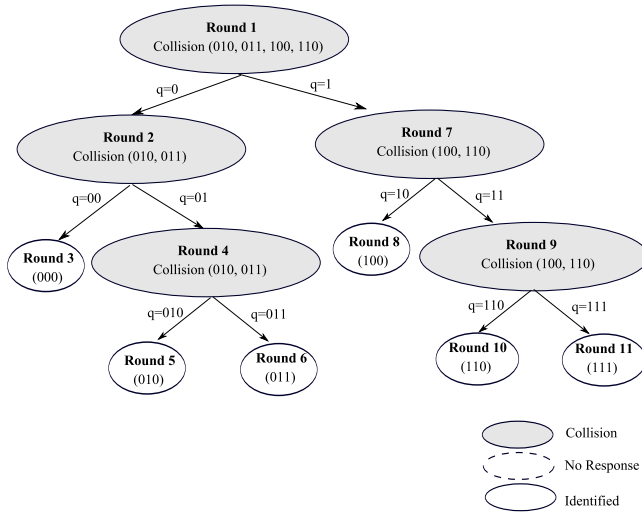 Round 1
Collision (010, 011, 100, 110)
q=0
q=1
Round 2
Collision (010, 011)
Round 7
Collision (100, 110)
q=00
q=01
q=10
q=11
Round 3
(000)
Round 4
Collision (010, 011)
Round 8
(100)
Round 9
Collision (100, 110)
q=010
q=011
q=110
q=111
Round 5
(010)
Round 6
(011)
Round 10
(110)
Round 11
(111)
Collision
No Response
Identified